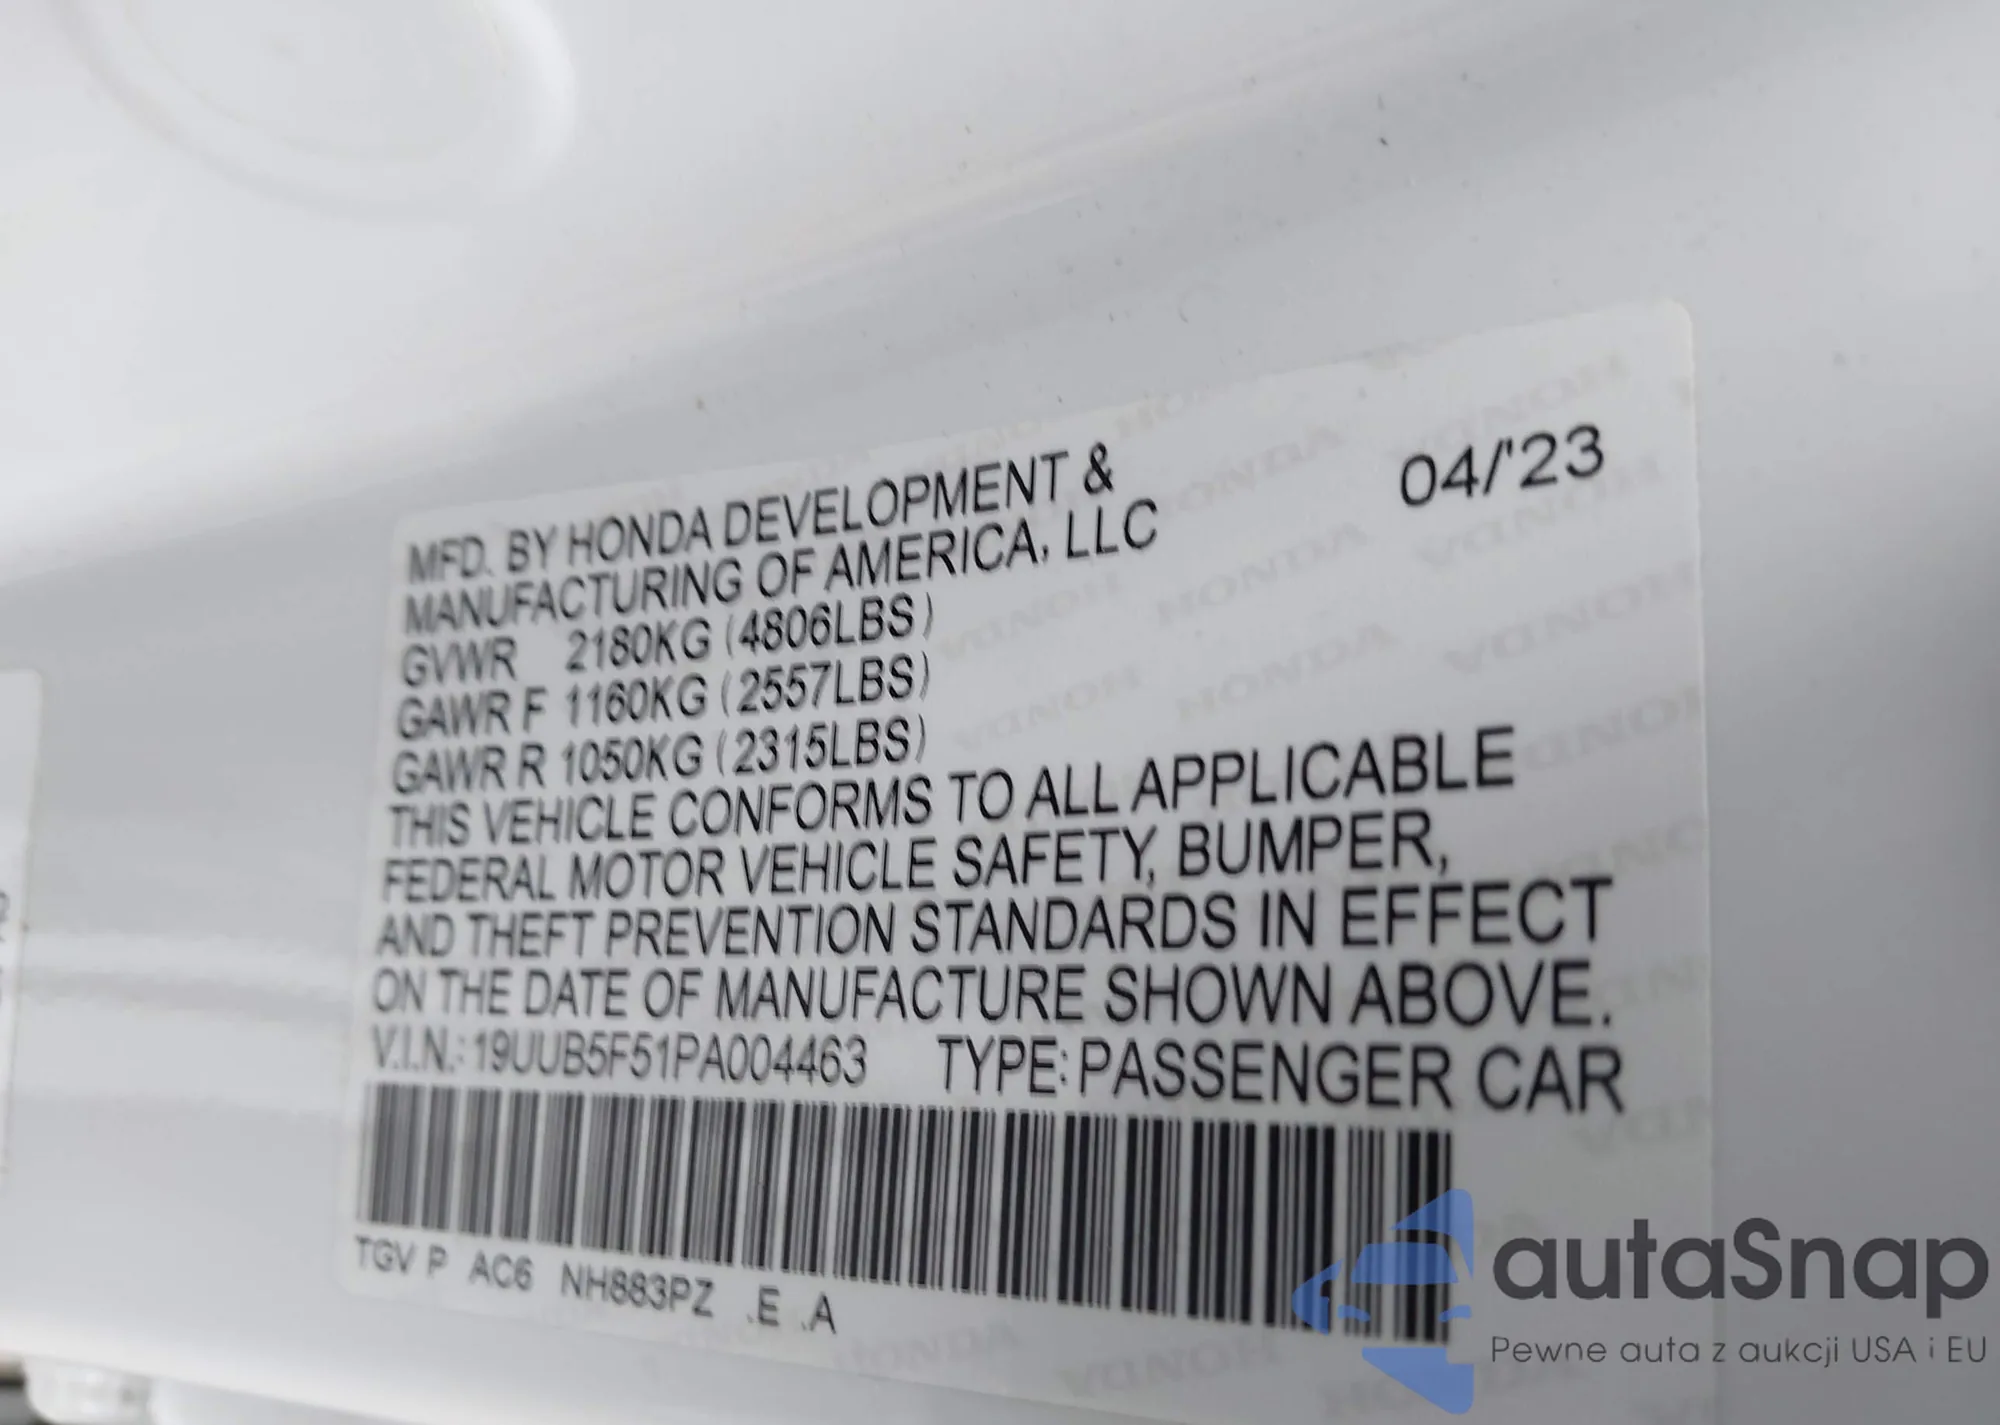 MFD. BY HONDA DEVELOPMENT &
MANUFACTURING OF AMERICA, LLC
04/'23
GVWR 2180KG (4806LBS)
GAWR F 1160KG (2557LBS)
GAWR R 1050KG (2315LBS)
THIS VEHICLE CONFORMS TO ALL APPLICABLE
FEDERAL MOTOR VEHICLE SAFETY, BUMPER,
AND THEFT PREVENTION STANDARDS IN EFFECT
ON THE DATE OF MANUFACTURE SHOWN ABOVE.
V.I.N.: 19UUB5F51PA004463 TYPE: PASSENGER CAR
TGV P AC6 NH883PZ .E .A
autaSnap
Pewne auta z aukcji USA i EU